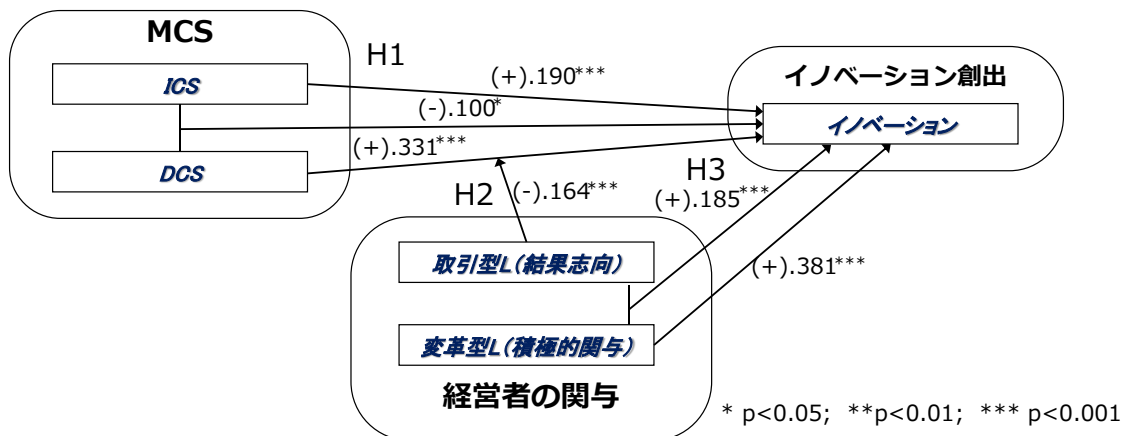 MCS
H1
ICS
(+).190***
(-).100*
(+).331***
DCS
イノベーション創出
イノベーション
H2
(-).164***
H3
(+).185***
取引型L(結果志向)
(+).381***
変革型L(積極的関与)
経営者の関与
* p<0.05; **p<0.01; *** p<0.001